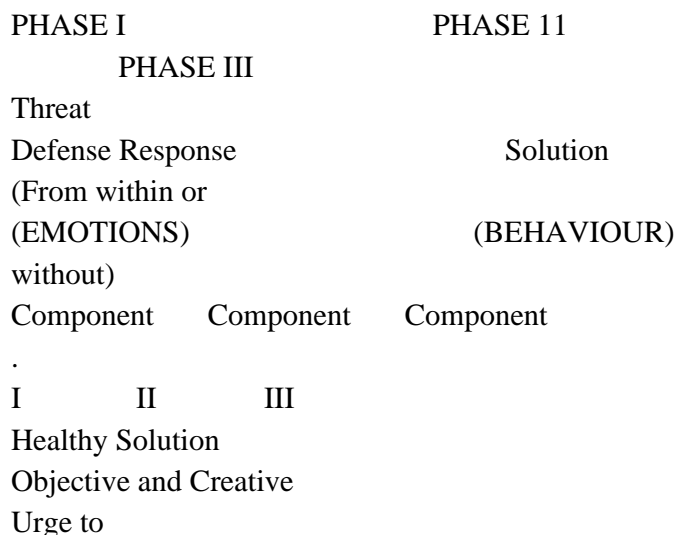 PHASE I PHASE 11
PHASE III
Threat
Defense Response Solution
(From within or
(EMOTIONS) (BEHAVIOUR)
without)
Component Component Component
.
I II III
Healthy Solution
Objective and Creative
Urge to